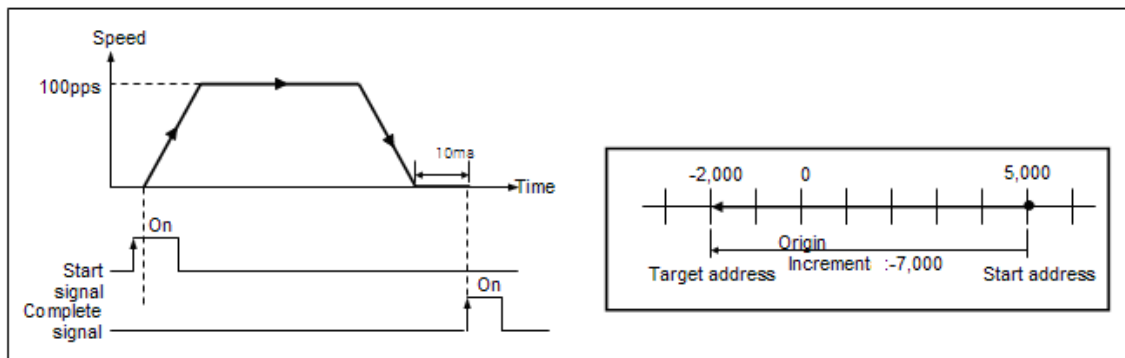 Speed
100pps
10ms
Time
On
Start
signal
On
Complete
signal
-2,000 0 5,000
Origin
Increment :-7,000
Target address Start address